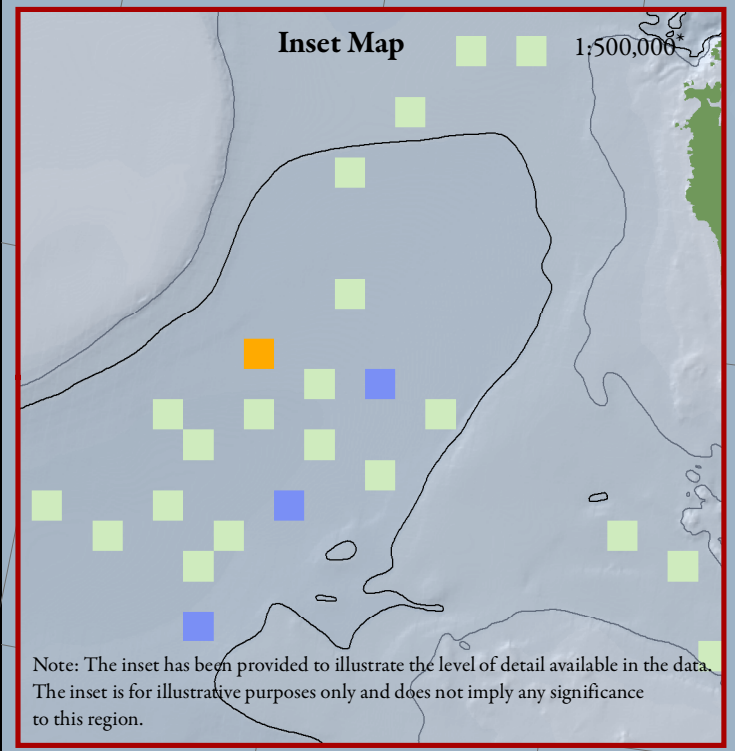 Inset Map
1:500,000*
Note: The inset has been provided to illustrate the level of detail available in the data.
The inset is for illustrative purposes only and does not imply any significance
to this region.